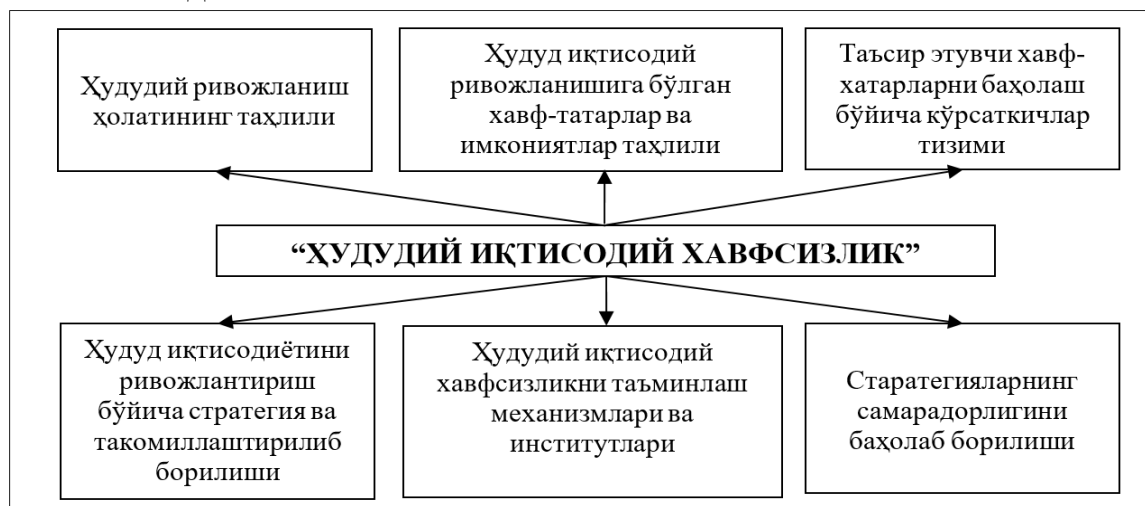 Ҳудудий ривожланиш
ҳолатининг таҳлили
Ҳудуд иқтисодий
ривожланишига бўлган
хавф-татарлар ва
имкониятлар таҳлили
Таъсир этувчи хавф-
хатарларни баҳолаш
бўйича кўрсаткичлар
тизими
“ҲУДУДИЙ ИҚТИСОДИЙ ХАВФСИЗЛИК”
Ҳудуд иқтисодиётини
ривожлантириш
бўйича стратегия ва
такомиллаштирилиб
борилиши
Ҳудудий иқтисодий
хавфсизликни таъминлаш
механизмлари ва
институтлари
Старатегияларнинг
самарадорлигини
баҳолаб борилиши